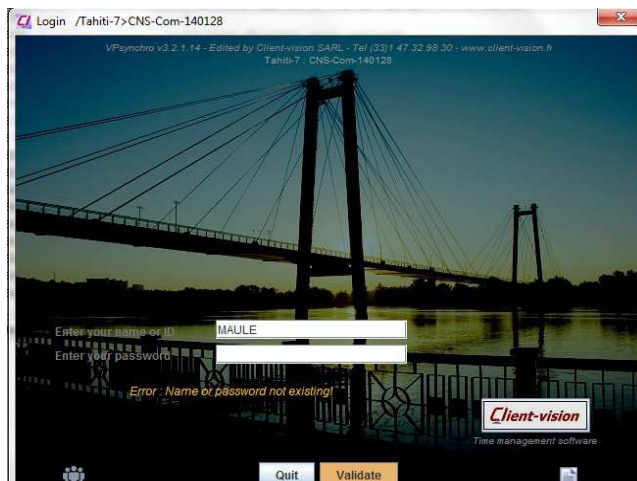 Login /Tahiti-7>CNS-Com-140128
VPsynchro v3.2.1.14 - Edited by Client-vision SARL - Tel (33)1 47 32 98 30 - www.client-vision.fr
Tahiti-7 : CNS-Com-140128
Enter your name or ID
MAULE
Enter your password
Error : Name or password not existing!
Client-vision
Time management software
Quit
Validate